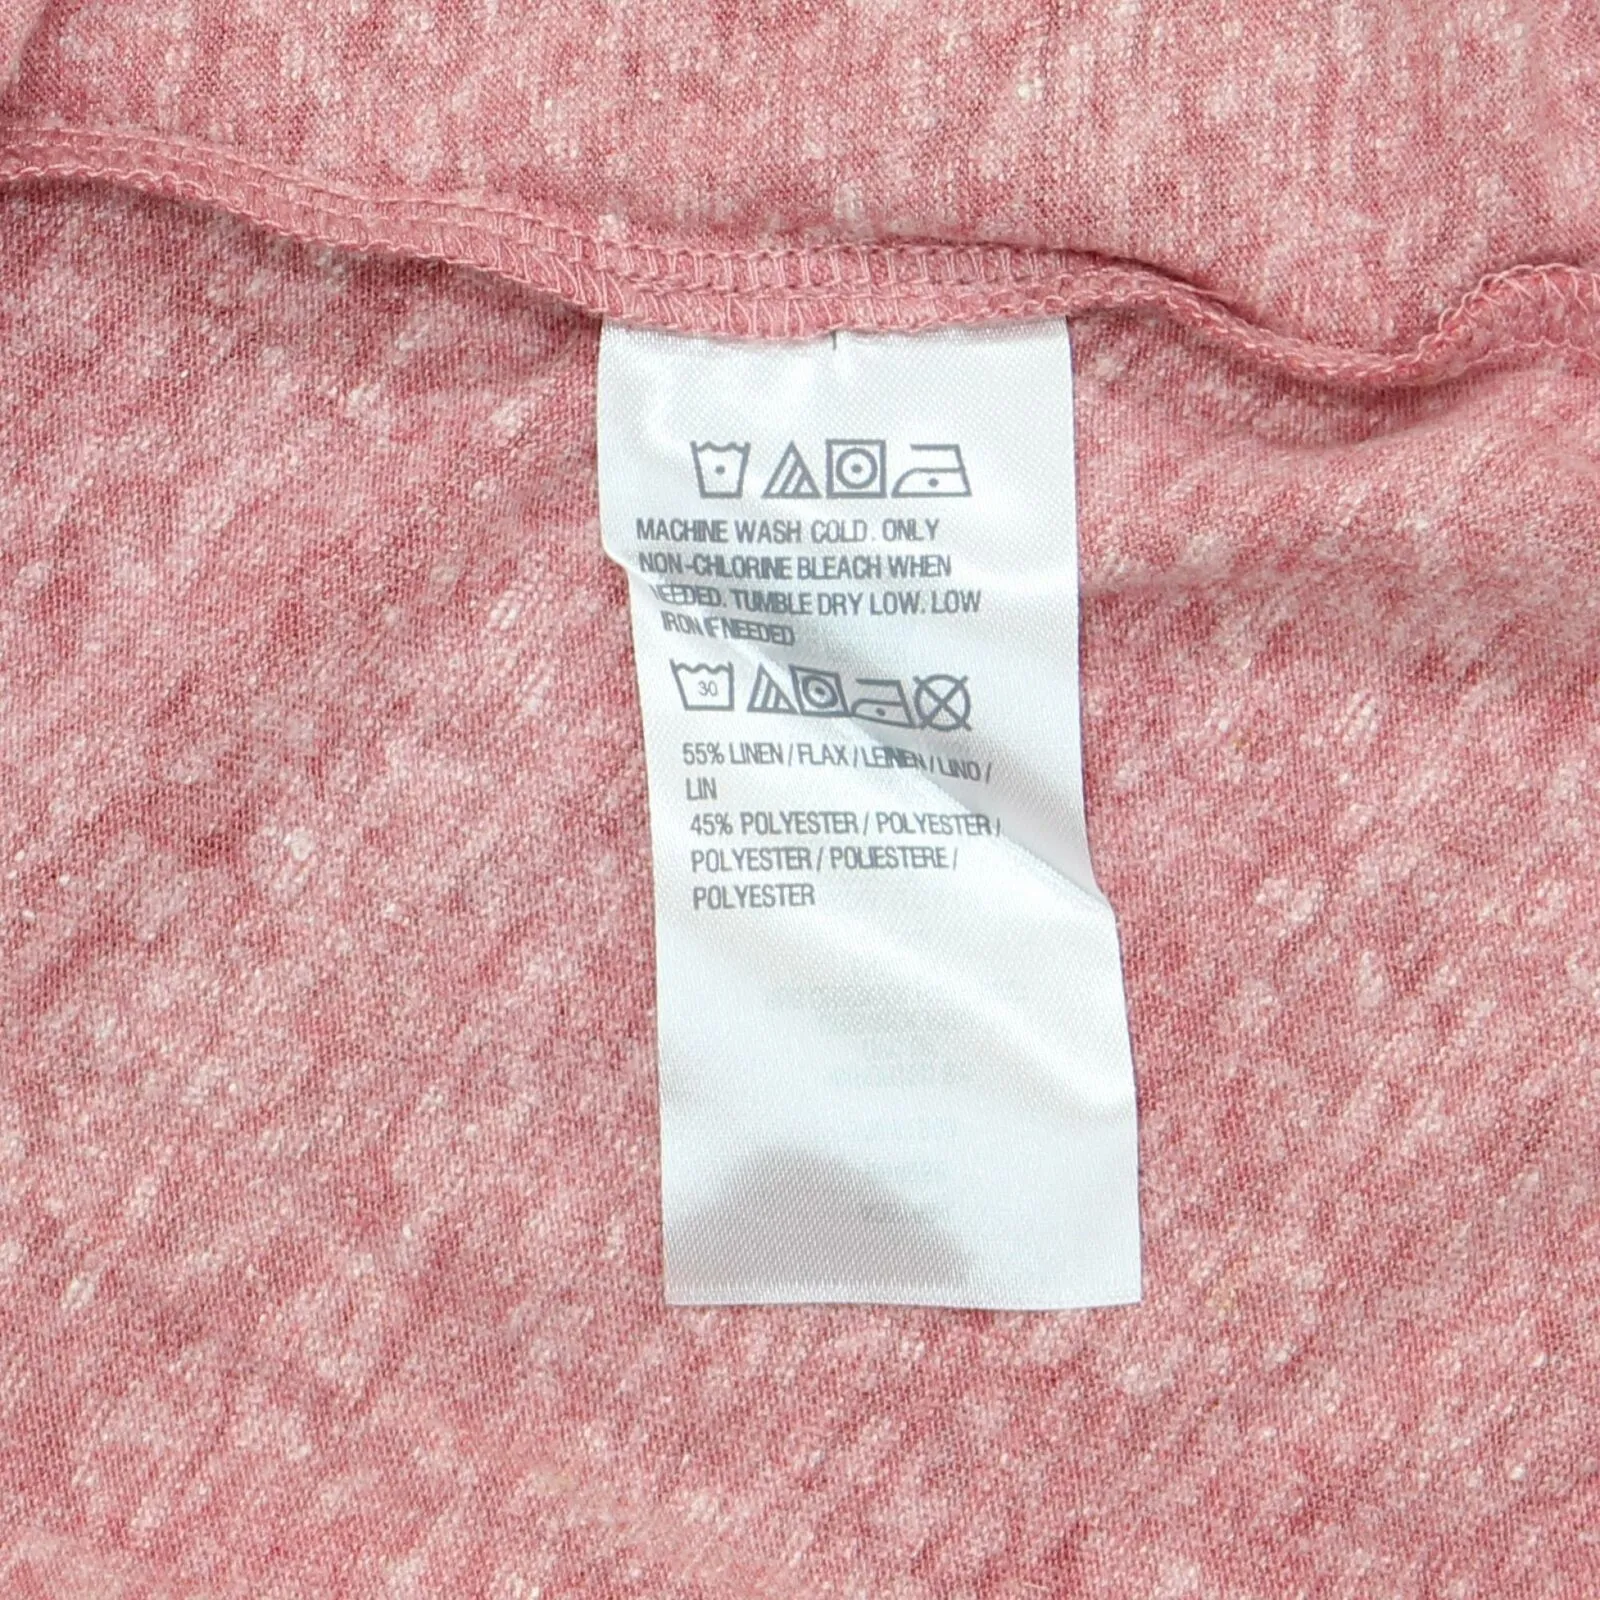 MACHINE WASH COLD. ONLY
NON-CHLORINE BLEACH WHEN
NEEDED. TUMBLE DRY LOW. LOW
IRON IF NEEDED
30
55% LINEN / FLAX / LEINEN / LINO /
LIN
45% POLYESTER / POLYESTER /
POLYESTER / POLIESTERE /
POLYESTER